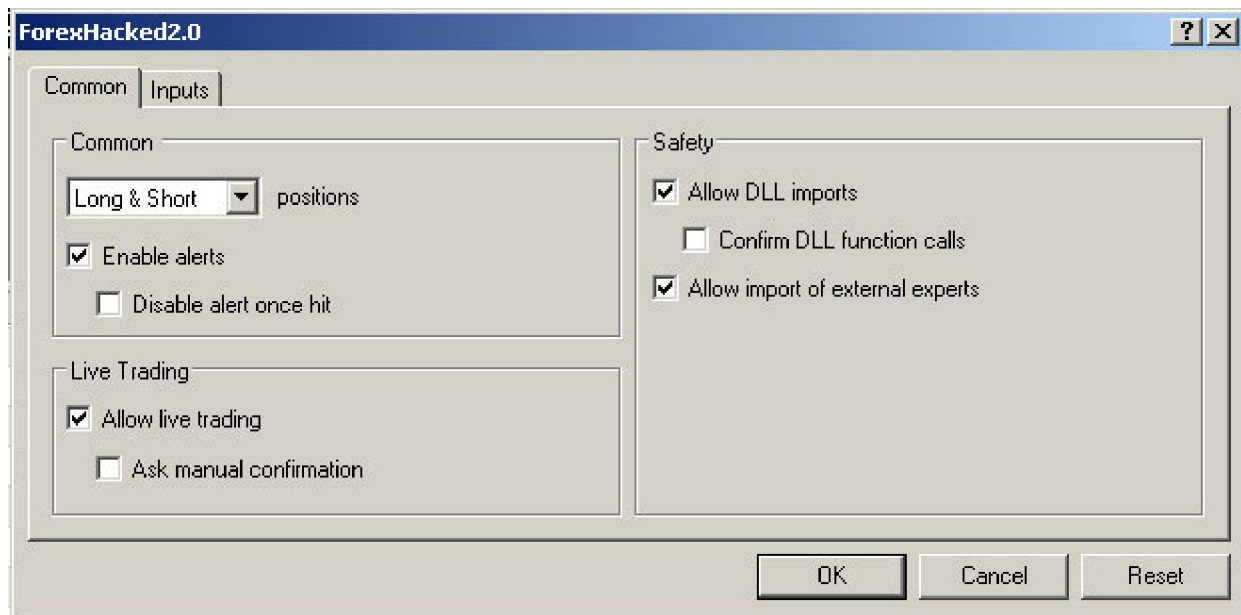 ForexHacked2.0
Common
Inputs
Common
Long & Short positions
Enable alerts
Disable alert once hit
Live Trading
Allow live trading
Ask manual confirmation
Safety
Allow DLL imports
Confirm DLL function calls
Allow import of external experts
OK
Cancel
Reset